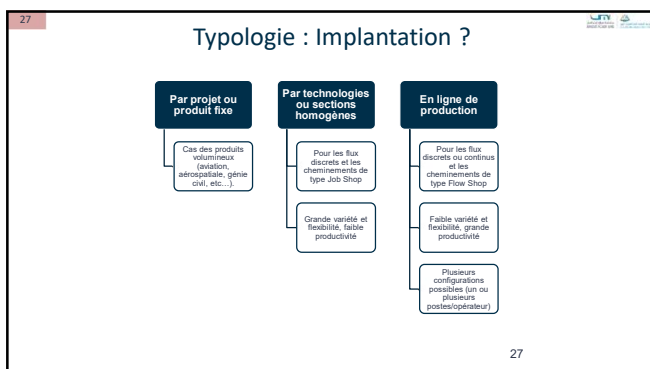 27
Typologie : Implantation ?
Par projet ou
produit fixe
Cas des produits
volumineux
(aviation,
aérospatiale, génie
civil, etc…).
Par technologies
ou sections
homogènes
Pour les flux
discrets et les
cheminements de
type Job Shop
Grande variété et
flexibilité, faible
productivité
En ligne de
production
Pour les flux
discrets ou continus
et les
cheminements de
type Flow Shop
Faible variété et
flexibilité, grande
productivité
Plusieurs
configurations
possibles (un ou
plusieurs
postes/opérateur)
27